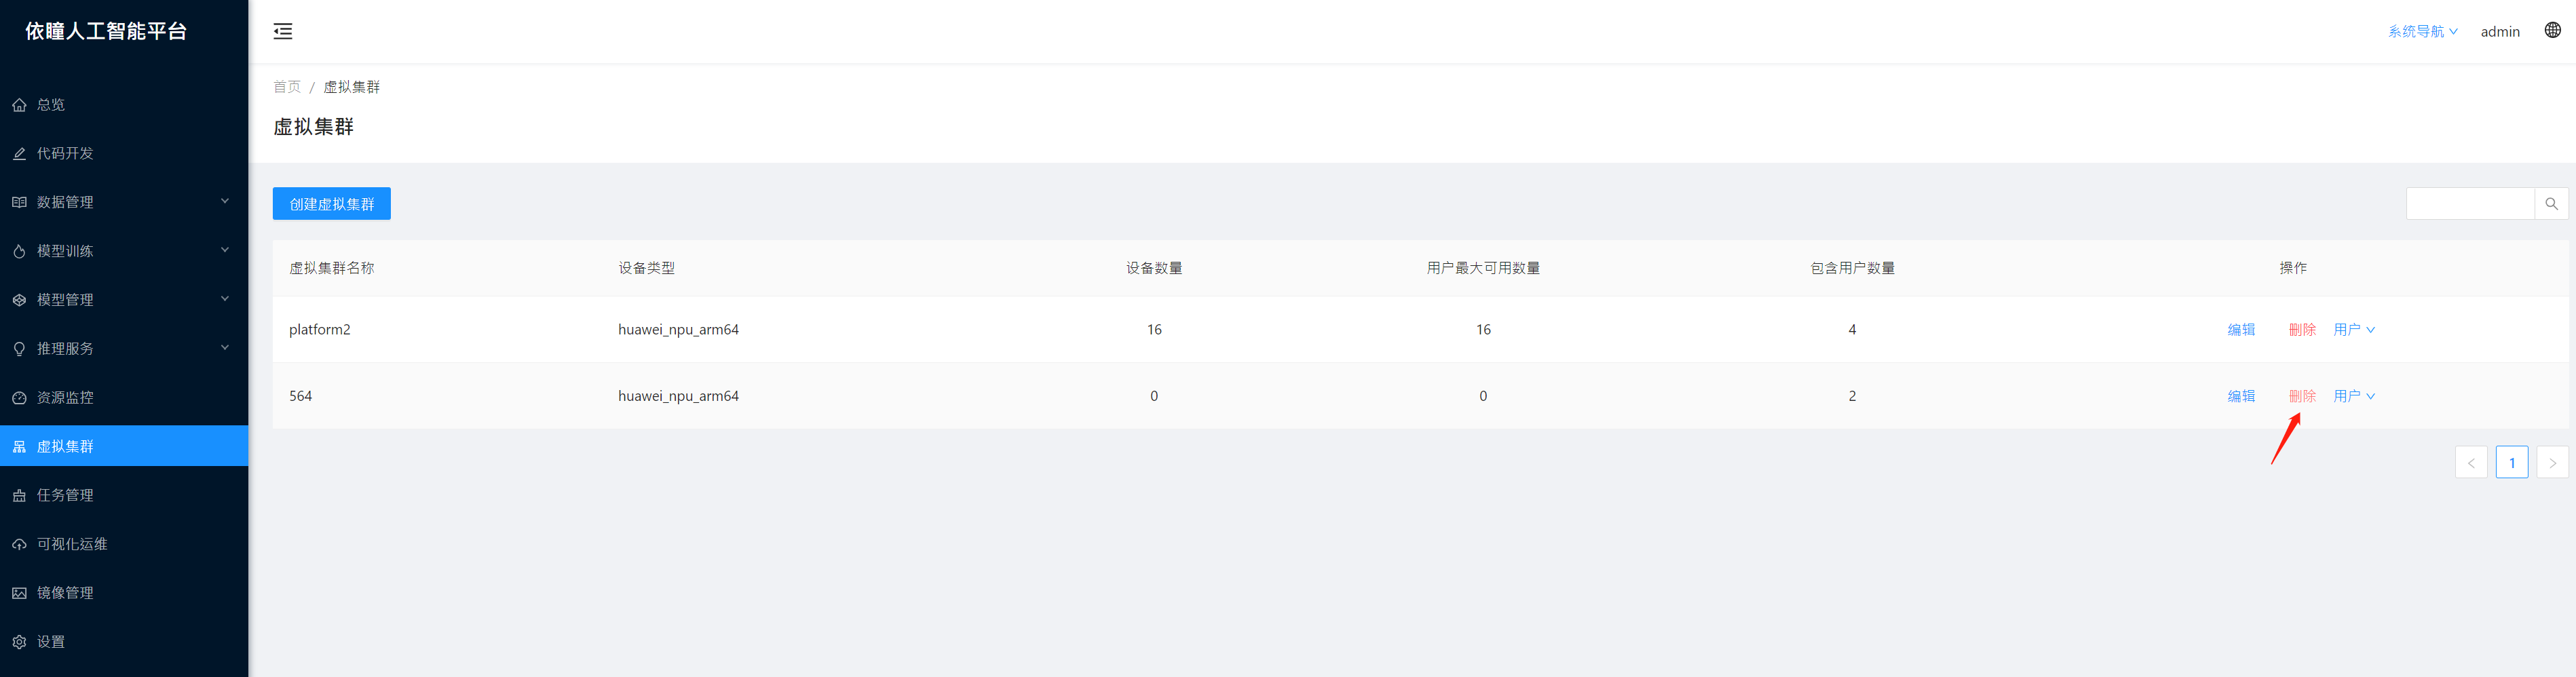 依瞳人工智能平台
系统导航 admin
总览
代码开发
数据管理
模型训练
模型管理
推理服务
资源监控
虚拟集群
任务管理
可视化运维
镜像管理
设置
首页 / 虚拟集群
虚拟集群
创建虚拟集群
虚拟集群名称 设备类型 设备数量 用户最大可用数量 包含用户数量 操作
platform2 huawei_npu_arm64 16 16 4 编辑 删除 用户
564 huawei_npu_arm64 0 0 2 编辑 删除 用户
< 1 >